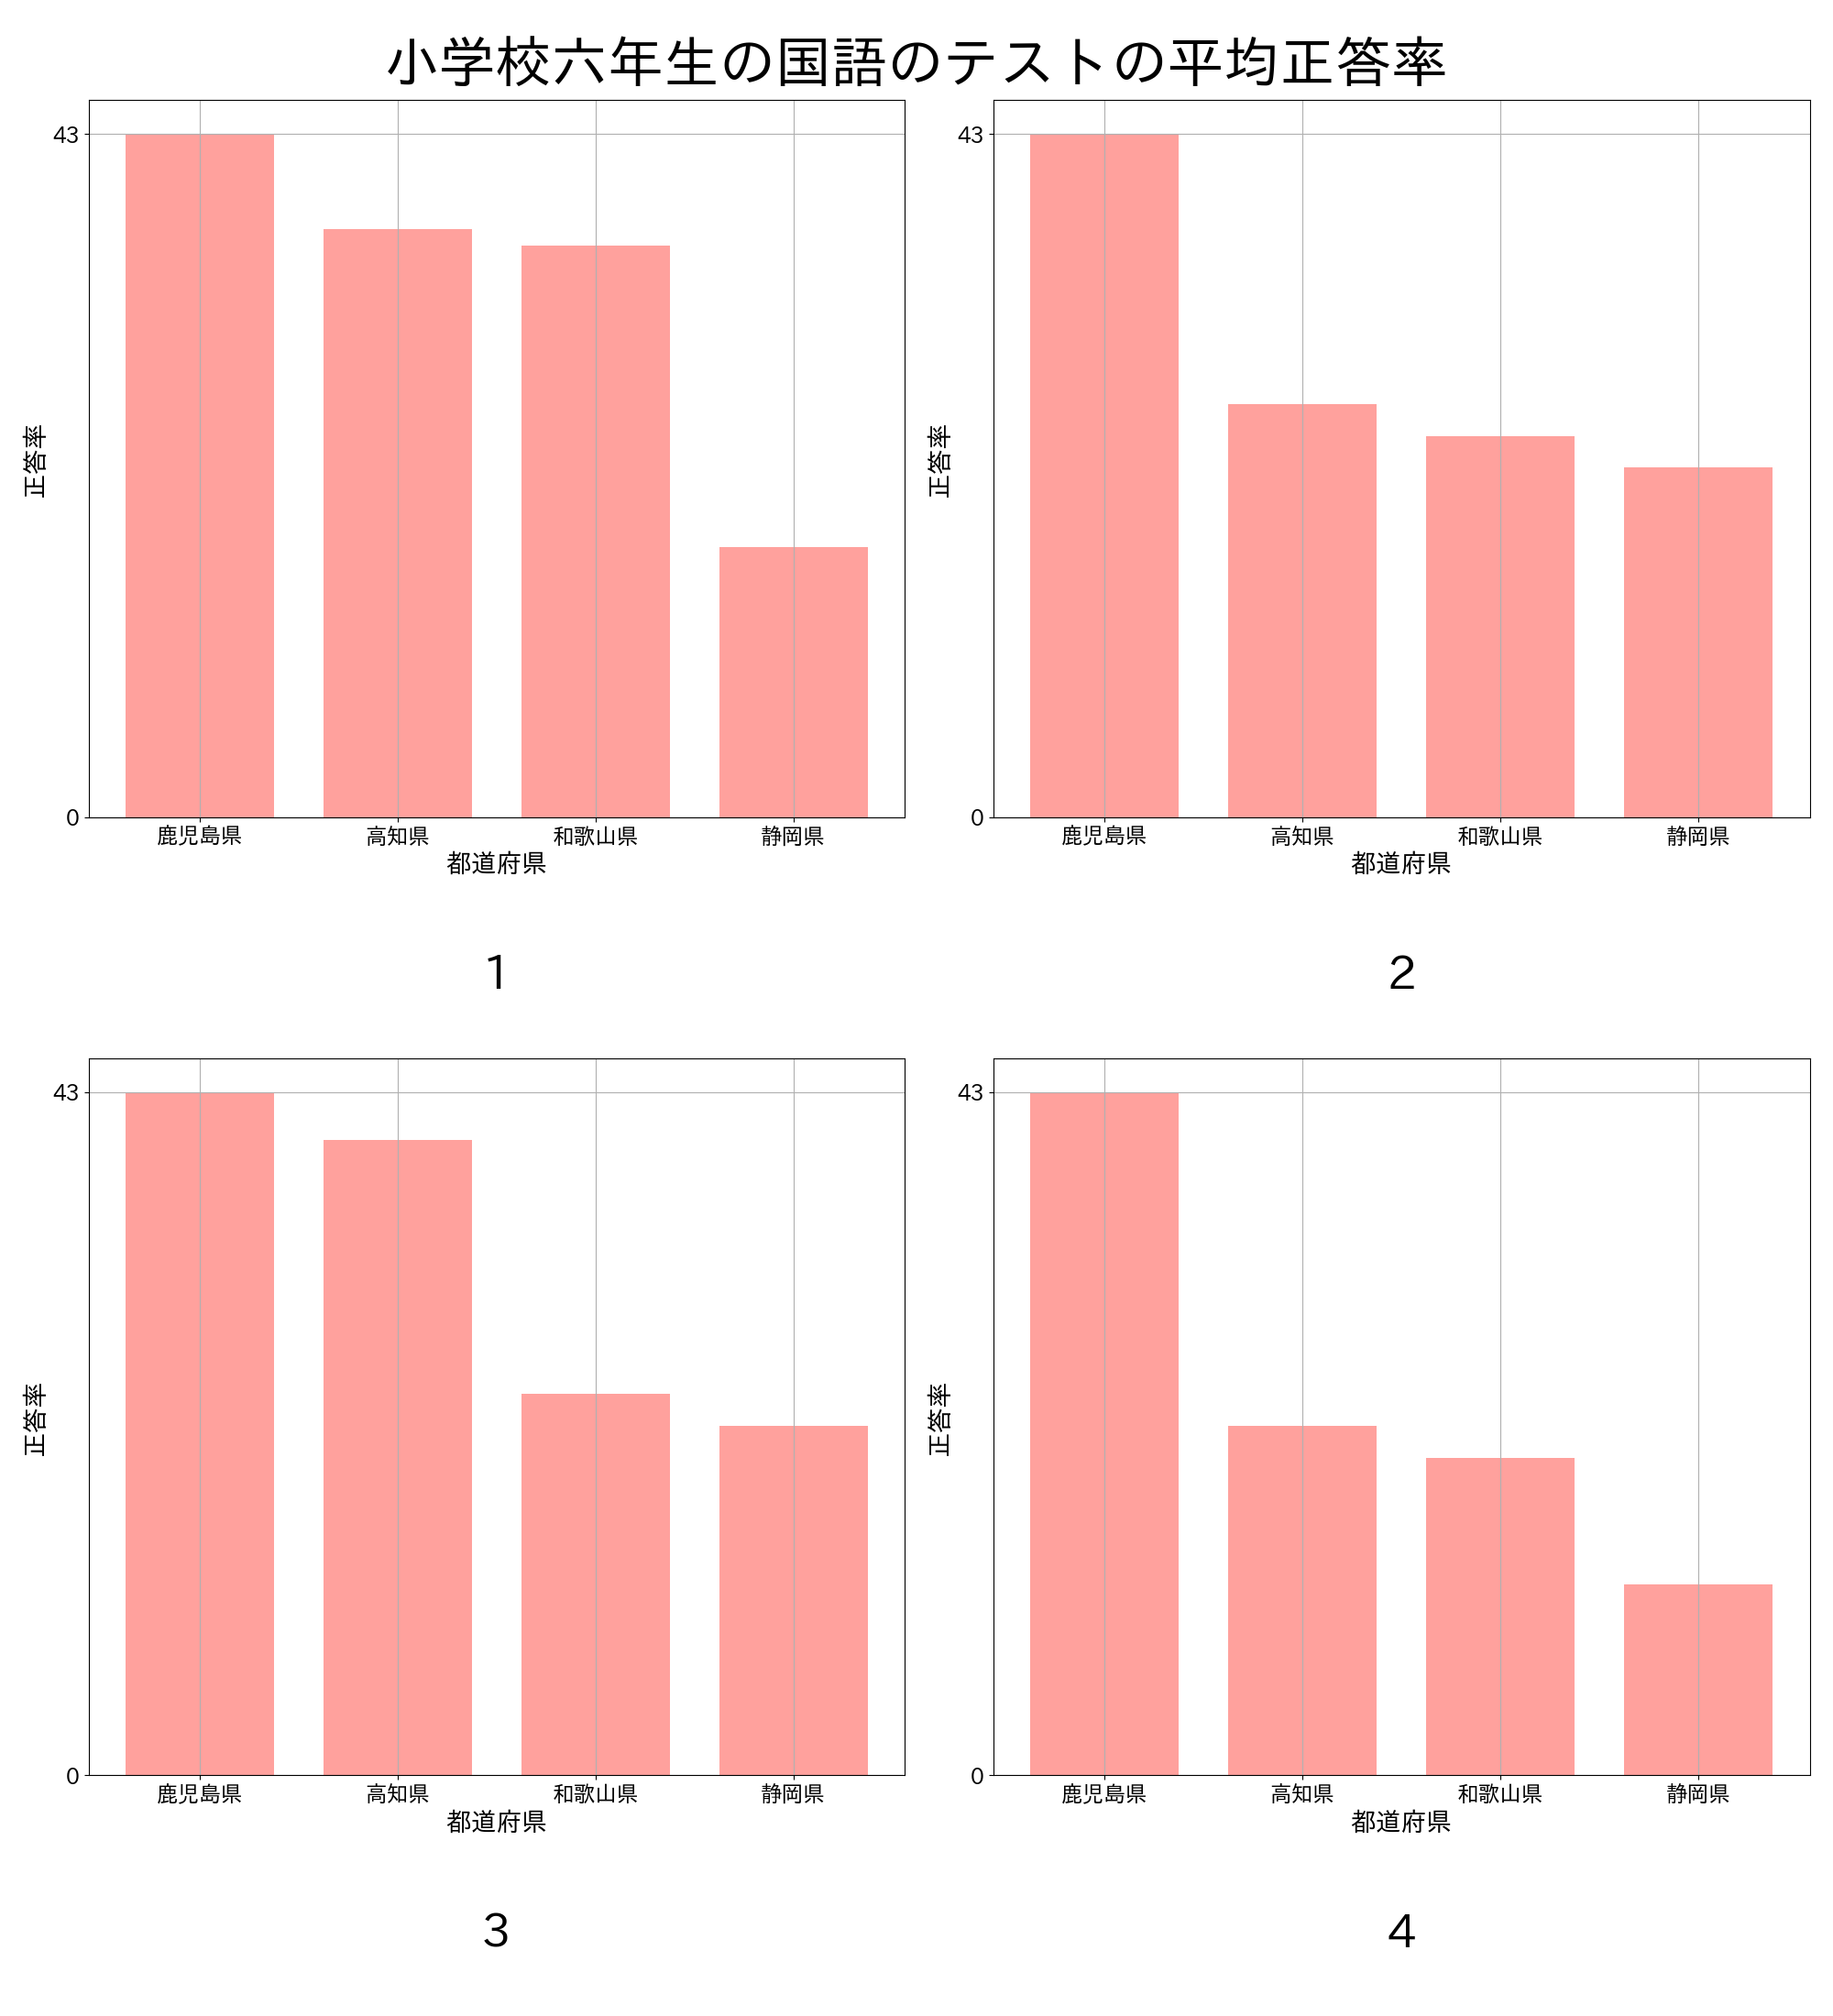 小学校六年生の国語のテストの平均正答率
43
0
正答率
鹿児島県 高知県 和歌山県 静岡県
都道府県
1
43
0
正答率
鹿児島県 高知県 和歌山県 静岡県
都道府県
2
43
0
正答率
鹿児島県 高知県 和歌山県 静岡県
都道府県
3
43
0
正答率
鹿児島県 高知県 和歌山県 静岡県
都道府県
4